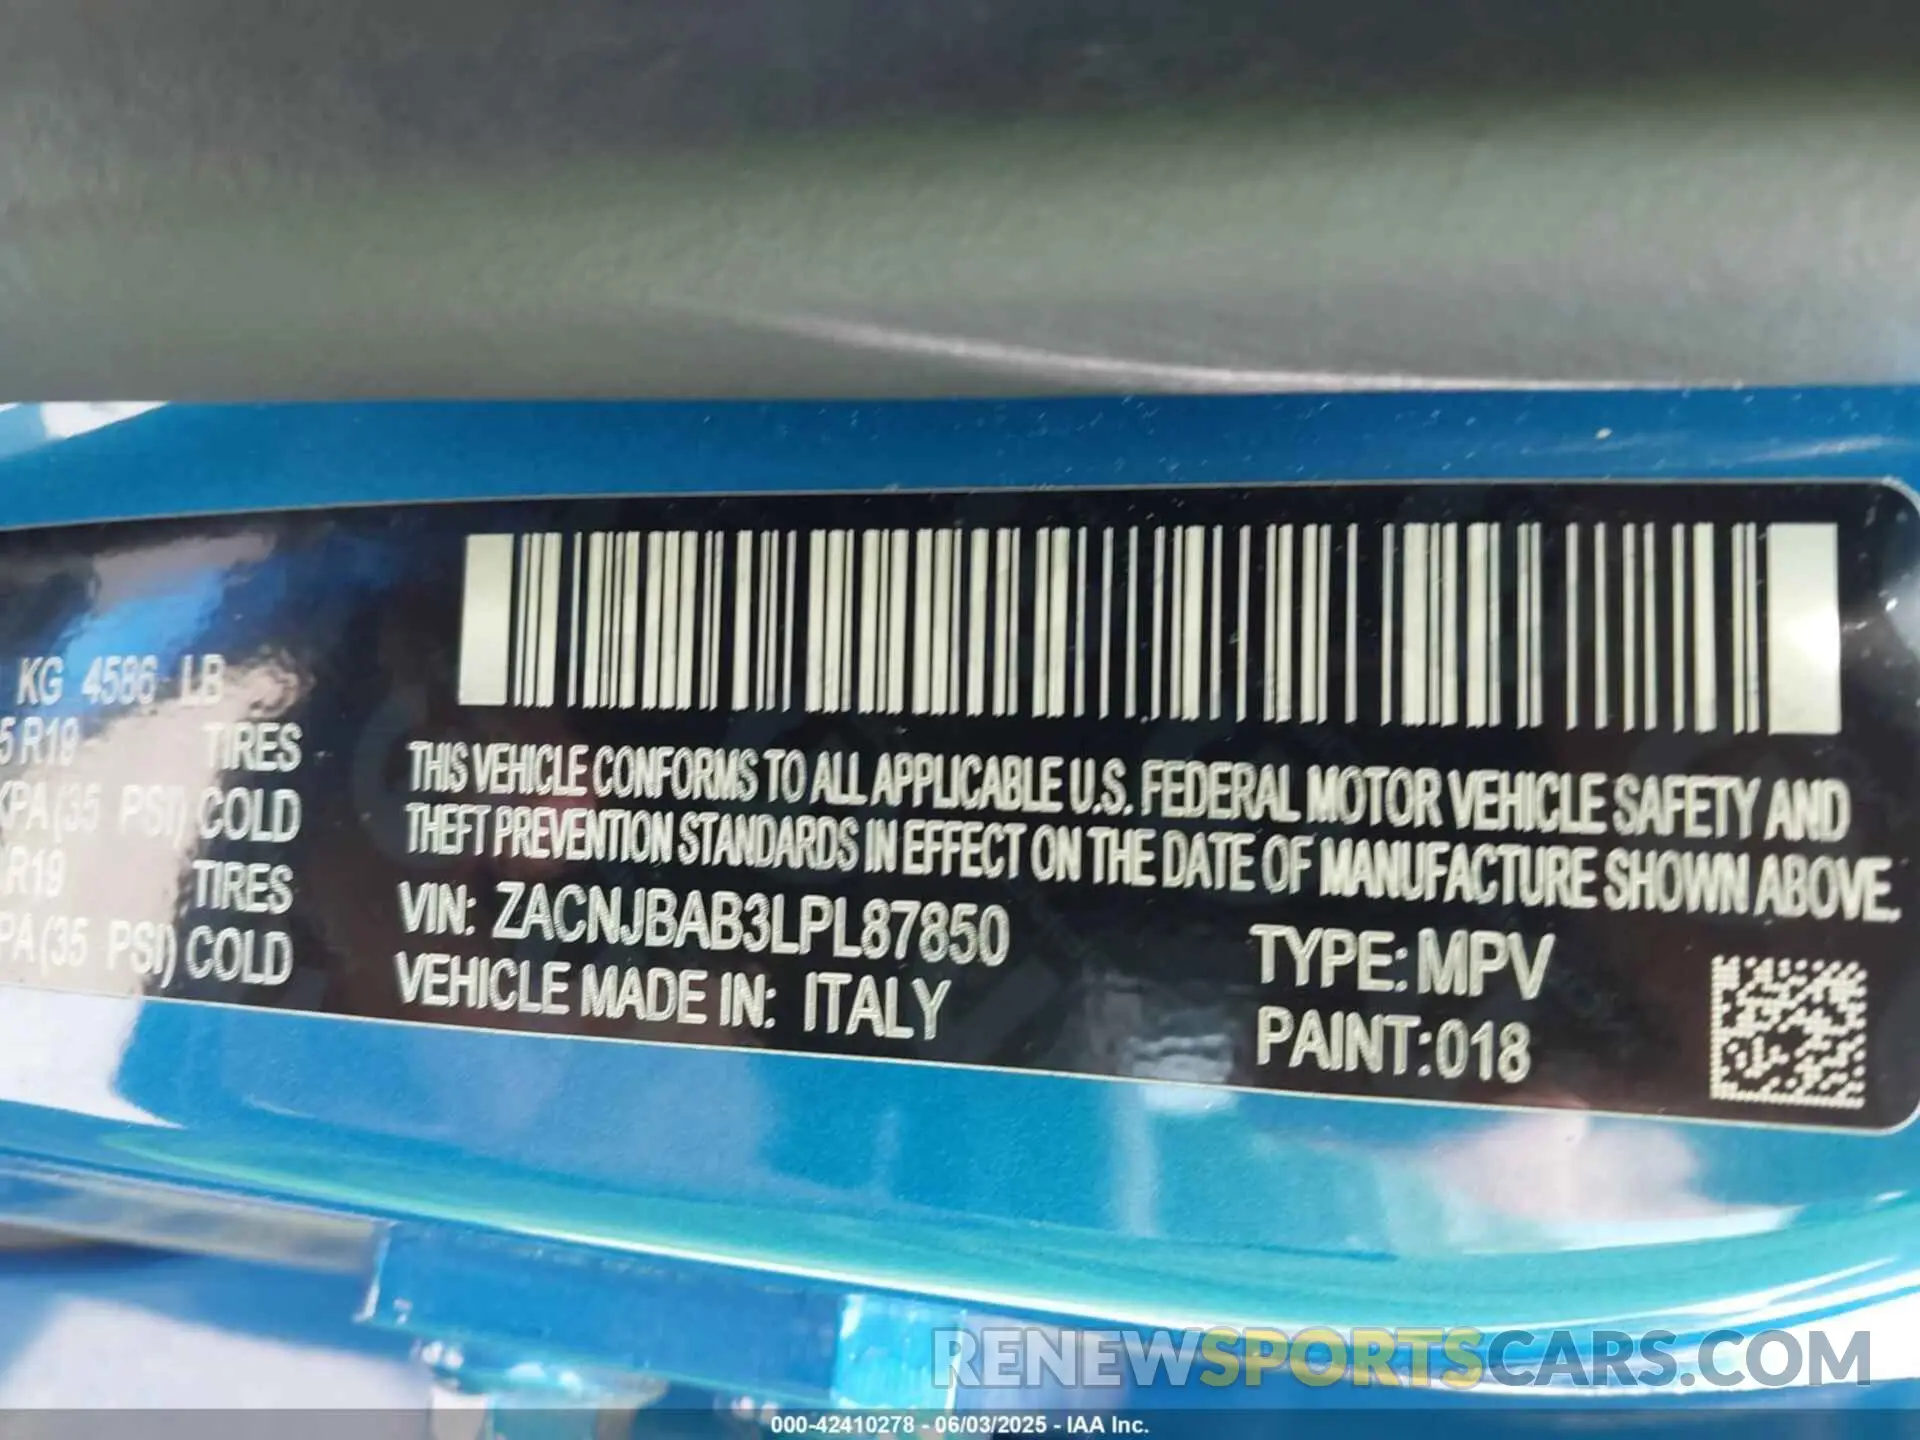 KG 4586 LB
5 R19 TIRES
KPA (35 PSI) COLD
R19 TIRES
PA (35 PSI) COLD
THIS VEHICLE CONFORMS TO ALL APPLICABLE U.S. FEDERAL MOTOR VEHICLE SAFETY AND
THEFT PREVENTION STANDARDS IN EFFECT ON THE DATE OF MANUFACTURE SHOWN ABOVE.
VIN: ZACNJBAB3LPL87850
VEHICLE MADE IN: ITALY
TYPE: MPV
PAINT: 018
RENEWSPORTSCARS.COM
000-42410278 - 06/03/2025 - IAA Inc.